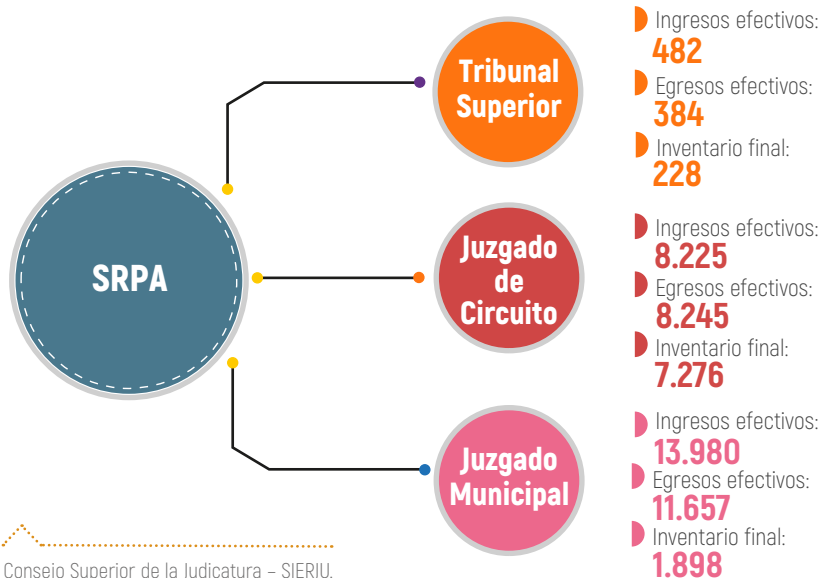 SRPA
Tribunal
Superior
Ingresos efectivos:
482
Egresos efectivos:
384
Inventario final:
228
Juzgado
de
Circuito
Ingresos efectivos:
8.225
Egresos efectivos:
8.245
Inventario final:
7.276
Juzgado
Municipal
Ingresos efectivos:
13.980
Egresos efectivos:
11.657
Inventario final:
1.898
Consejo Superior de la Judicatura – SIERJU.